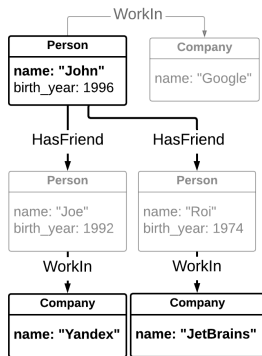 WorkIn
Person
name: "John"
birth_year: 1996
Company
name: "Google"
HasFriend
HasFriend
Person
name: "Joe"
birth_year: 1992
Person
name: "Roi"
birth_year: 1974
WorkIn
WorkIn
Company
name: "Yandex"
Company
name: "JetBrains"